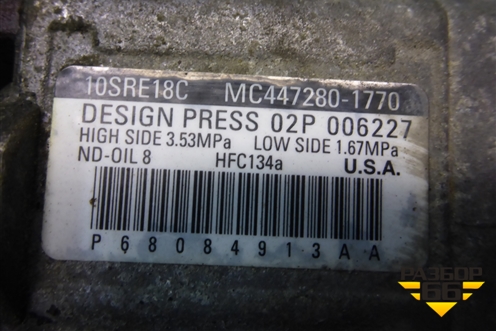 10SRE18C MC447280-1770
DESIGN PRESS 02P 006227
HIGH SIDE 3.53MPa LOW SIDE 1.67MPa
ND-OIL 8 HFC134a U.S.A.
P68084913AA
РАЗБОР
66